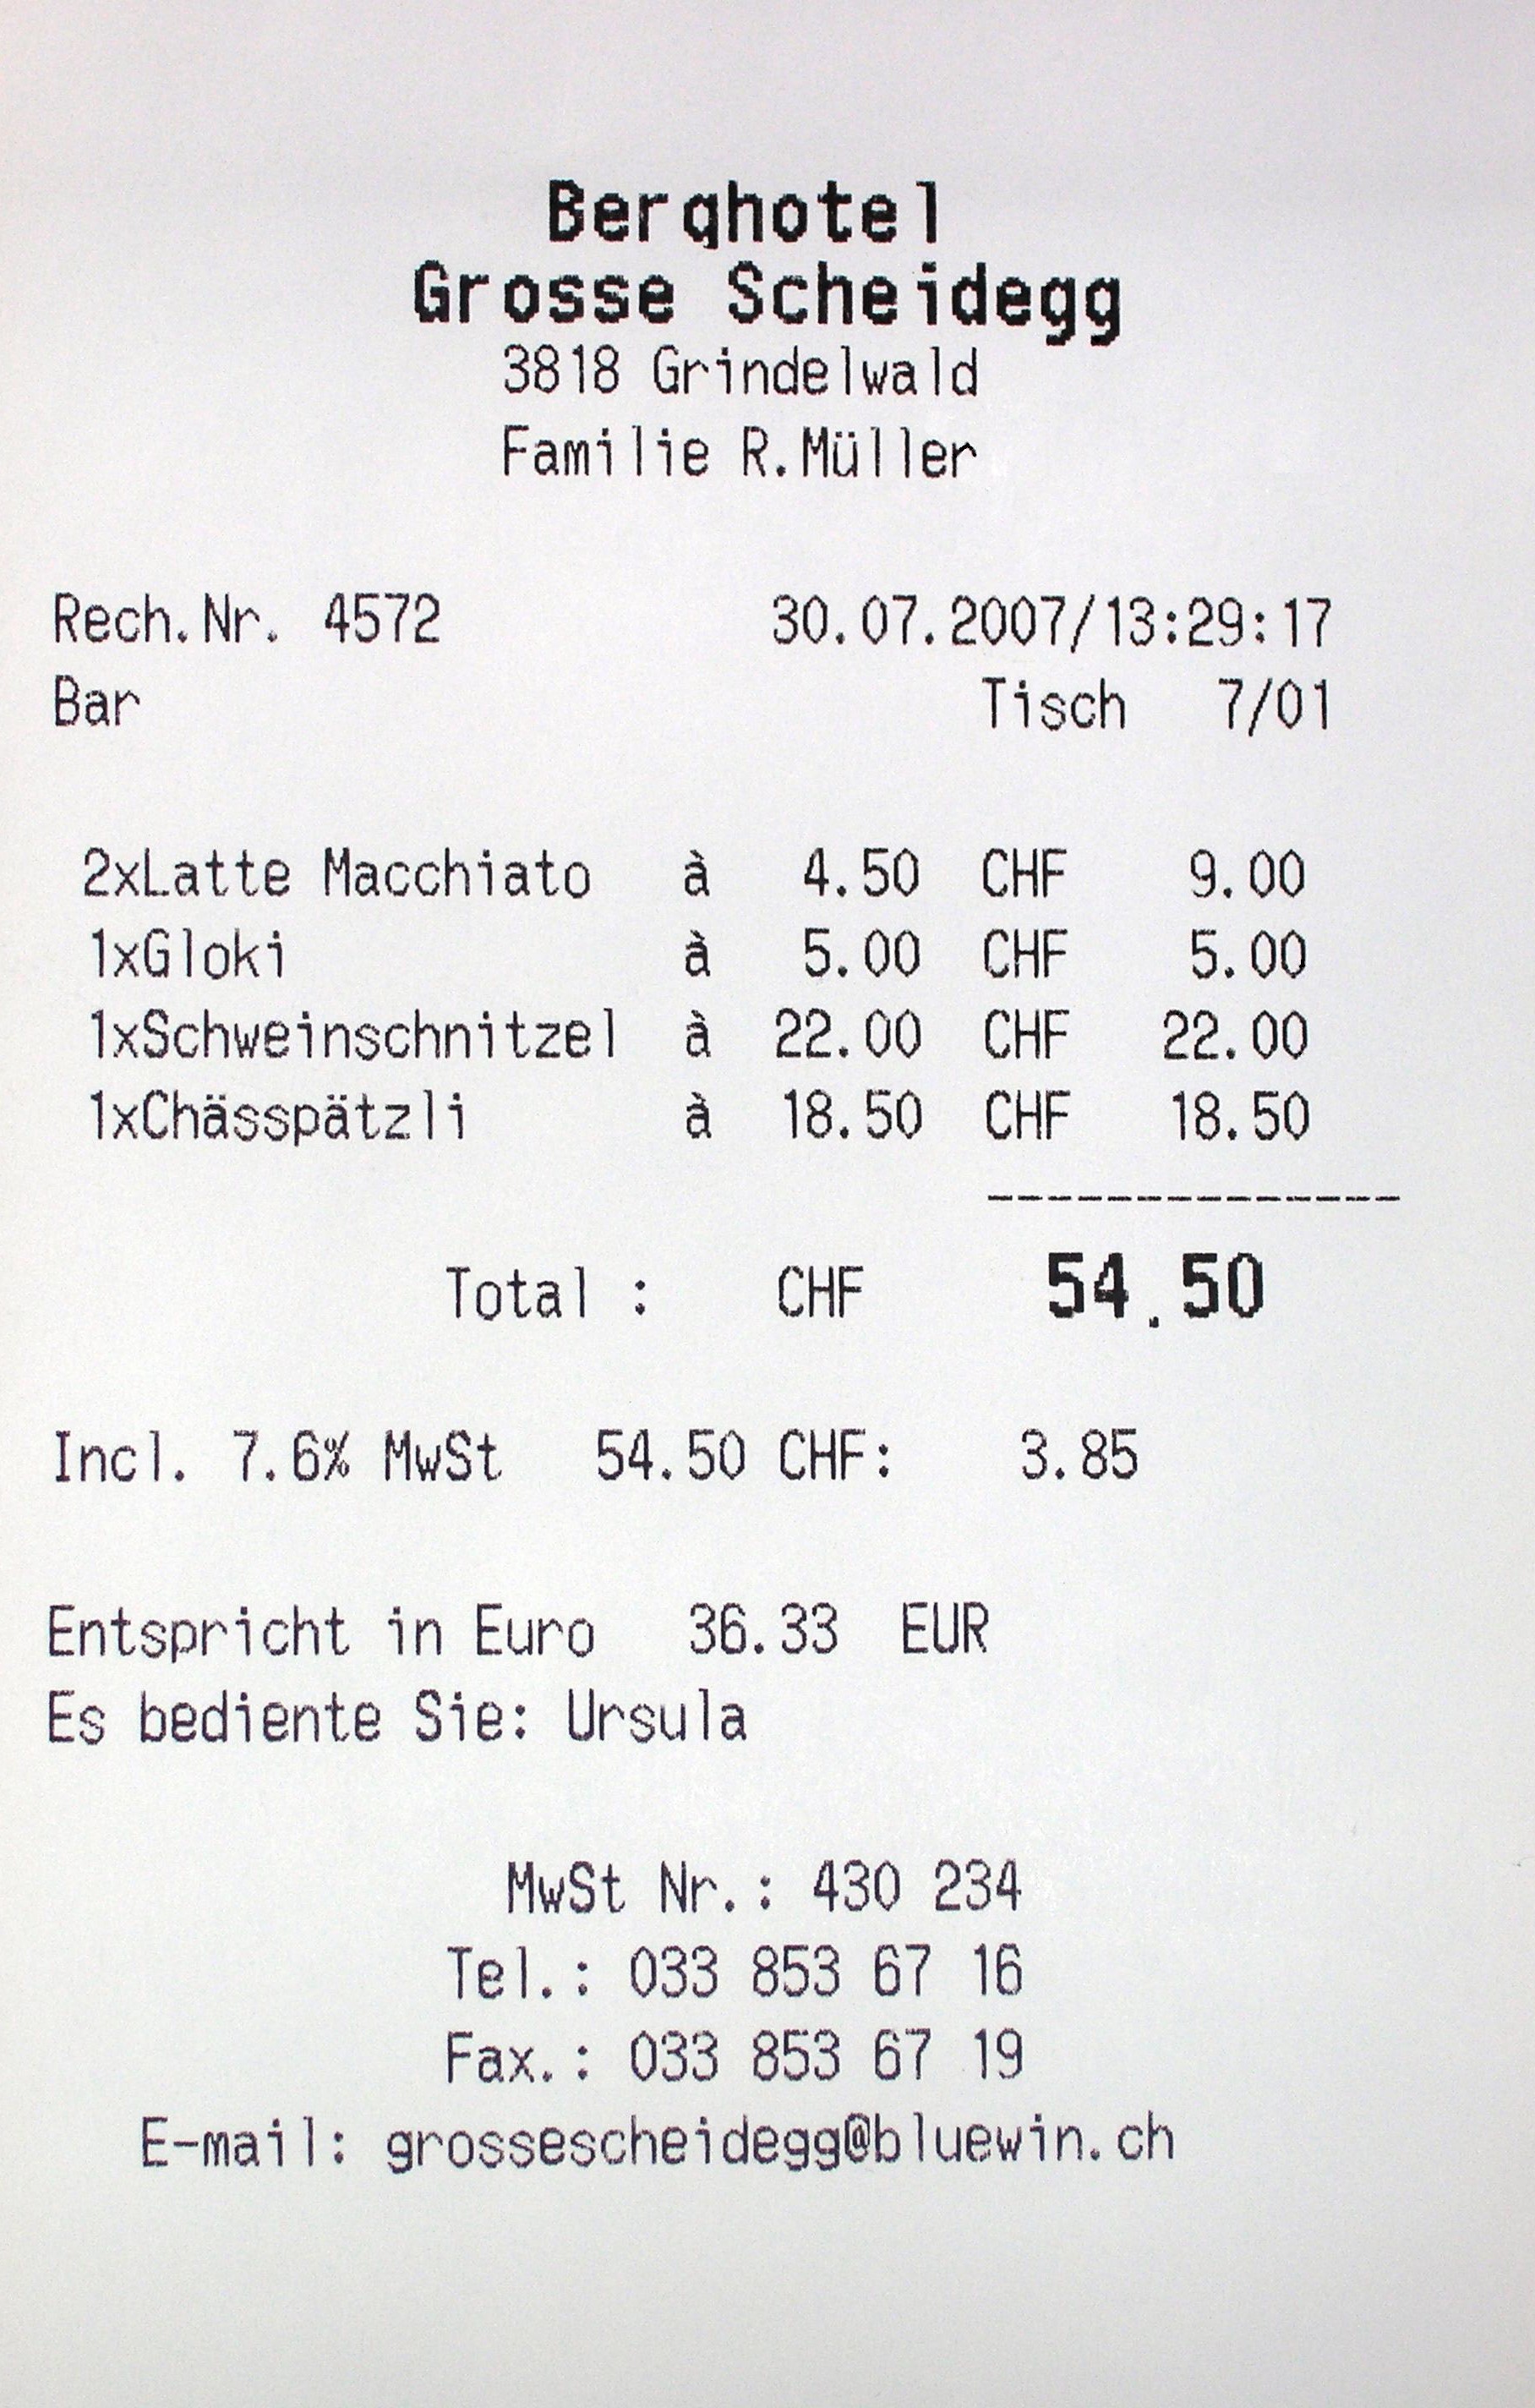 Berghotel
Grosse Scheidegg
3818 Grindelwald
Familie R.Müller
Rech.Nr. 4572 30.07.2007/13:29:17
Bar Tisch 7/01
2xLatte Macchiato à 4.50 CHF 9.00
1xGloki à 5.00 CHF 5.00
1xSchweinschnitzel à 22.00 CHF 22.00
1xChässpätzli à 18.50 CHF 18.50
--------------
Total : CHF 54.50
Incl. 7.6% MwSt 54.50 CHF: 3.85
Entspricht in Euro 36.33 EUR
Es bediente Sie: Ursula
MwSt Nr.: 430 234
Tel.: 033 853 67 16
Fax.: 033 853 67 19
E-mail: grossescheidegg@bluewin.ch